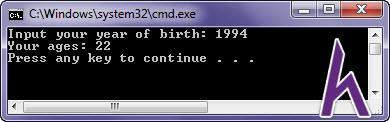 C:\Windows\system32\cmd.exe
Input your year of birth: 1994
Your ages: 22
Press any key to continue . . .